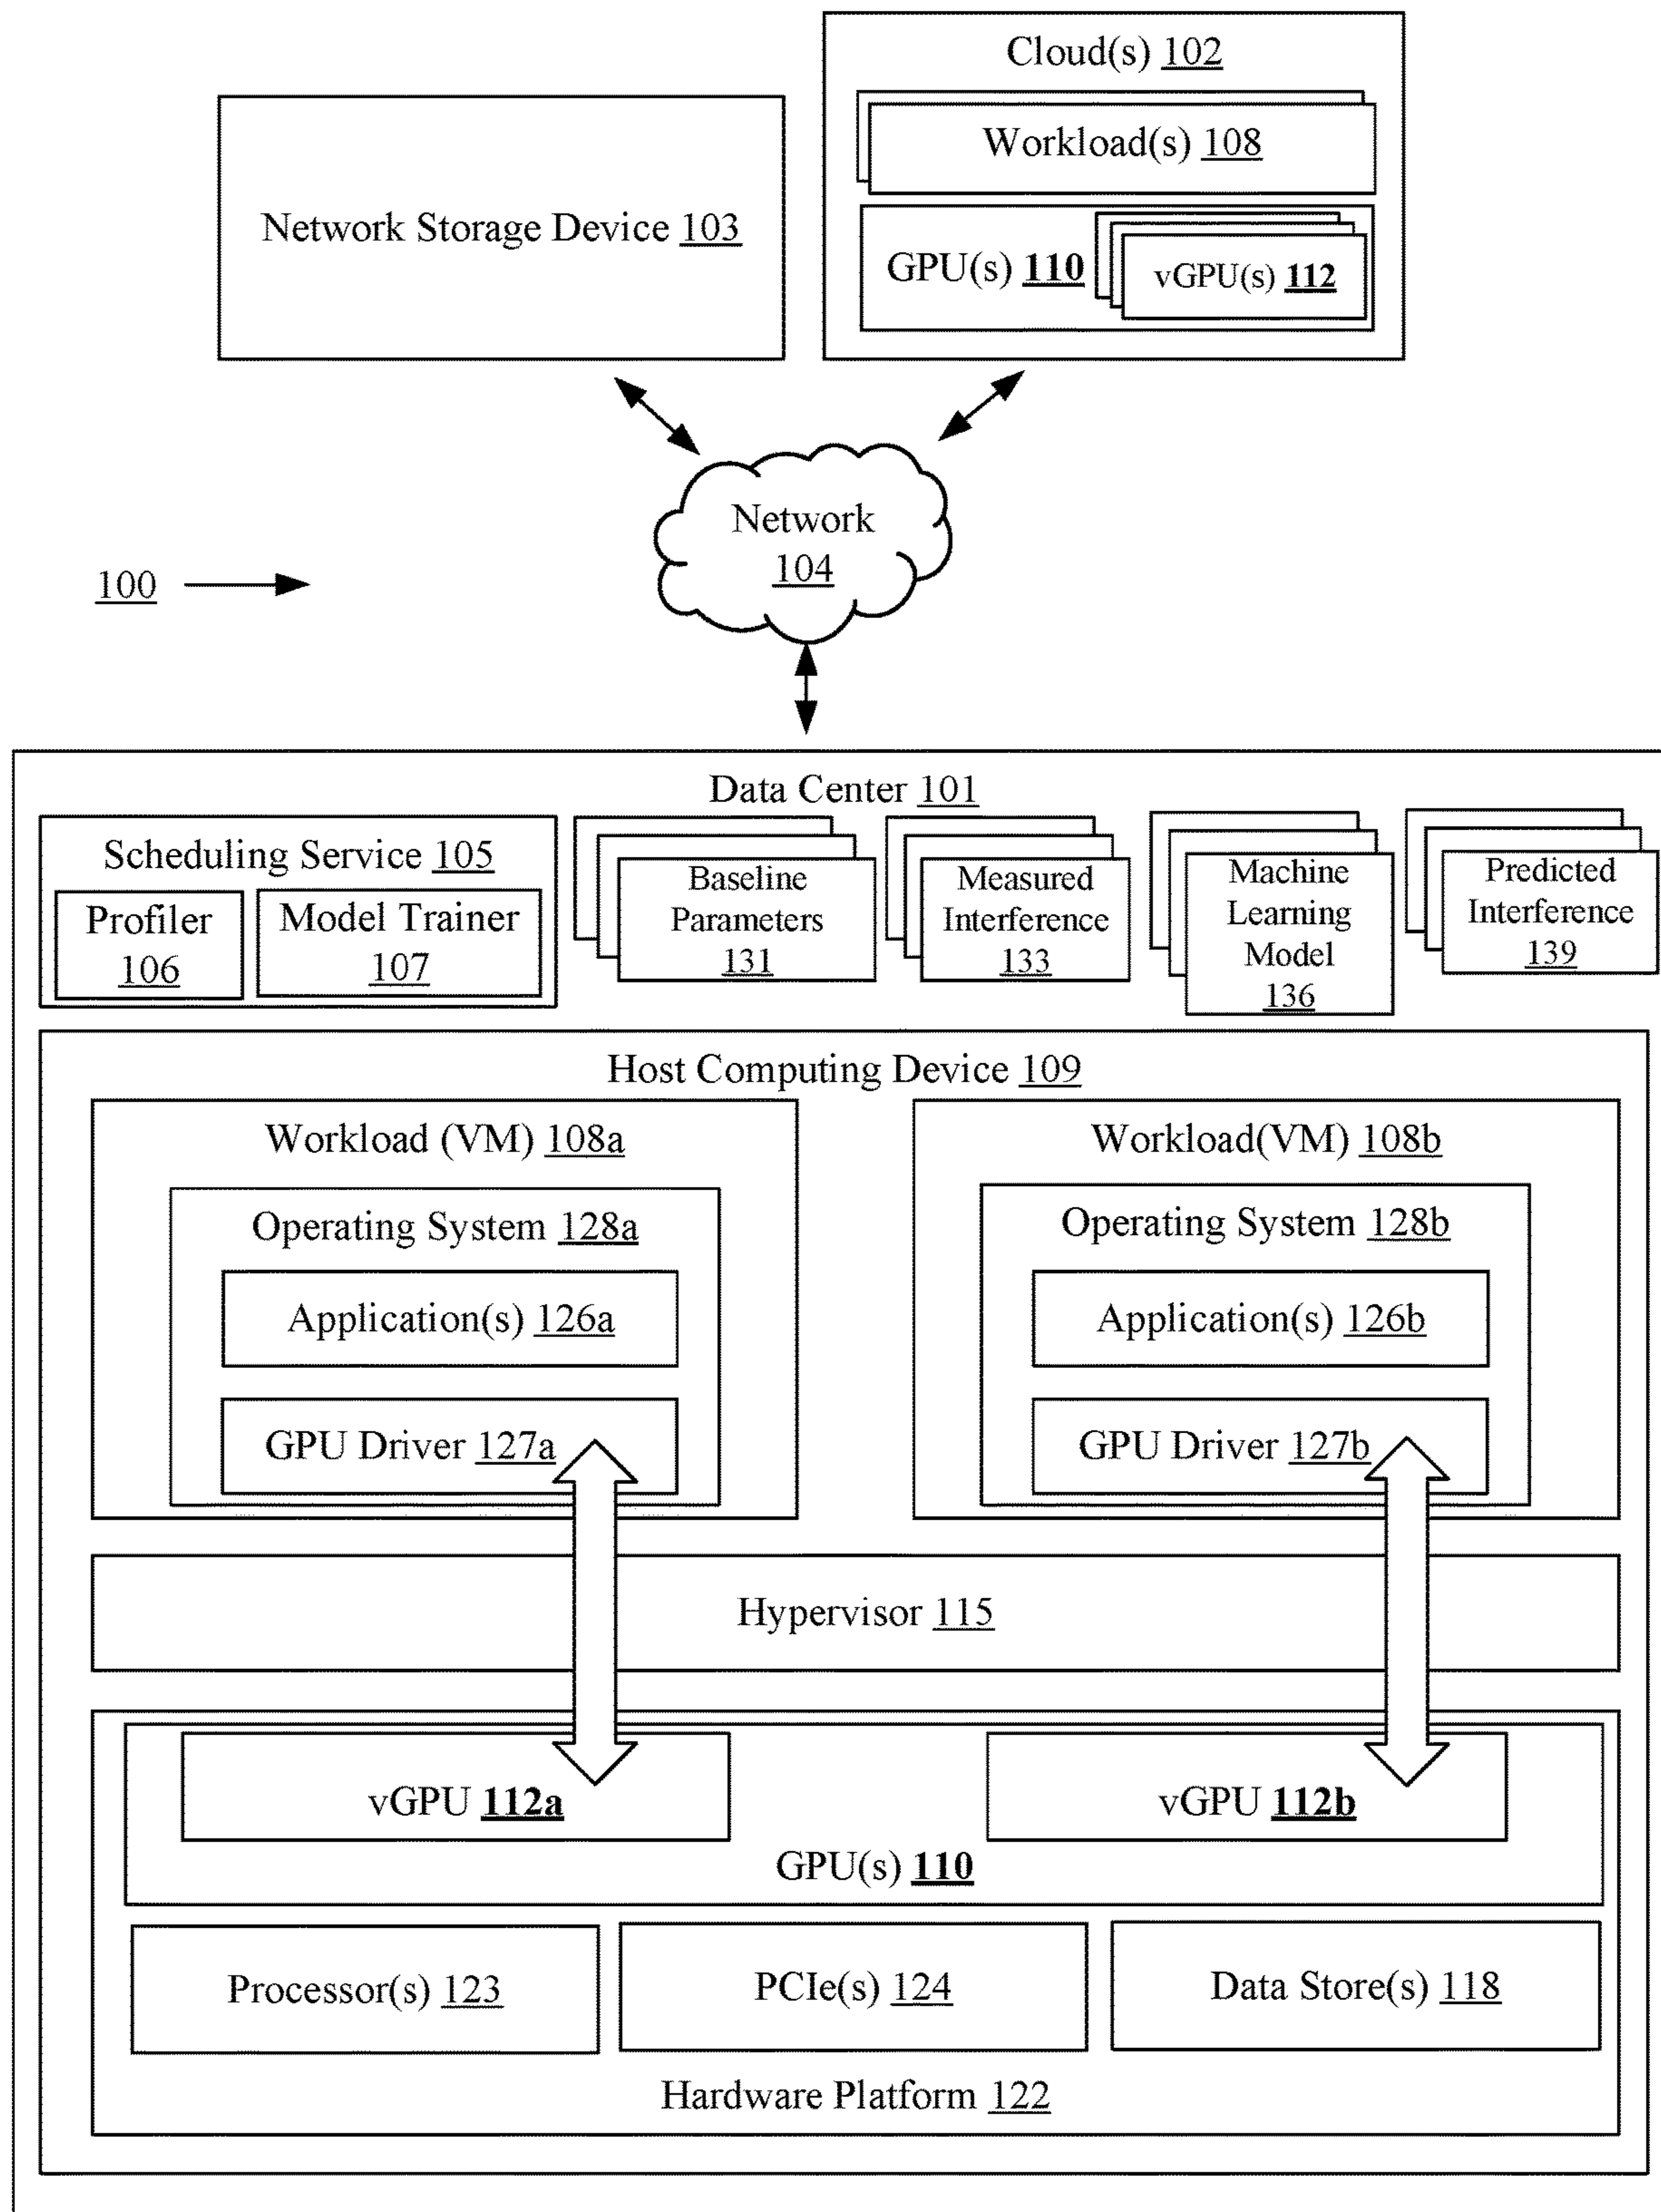 Cloud(s) 102
Workload(s) 108
Network Storage Device 103
GPU(s) 110
vGPU(s) 112
Network
104
100
Data Center 101
Scheduling Service 105
Profiler
106
Model Trainer
107
Baseline
Parameters
131
Measured
Interference
133
Machine
Learning
Model
136
Predicted
Interference
139
Host Computing Device 109
Workload (VM) 108a
Operating System 128a
Application(s) 126a
GPU Driver 127a
Workload(VM) 108b
Operating System 128b
Application(s) 126b
GPU Driver 127b
Hypervisor 115
vGPU 112a
vGPU 112b
GPU(s) 110
Processor(s) 123
PCIe(s) 124
Data Store(s) 118
Hardware Platform 122